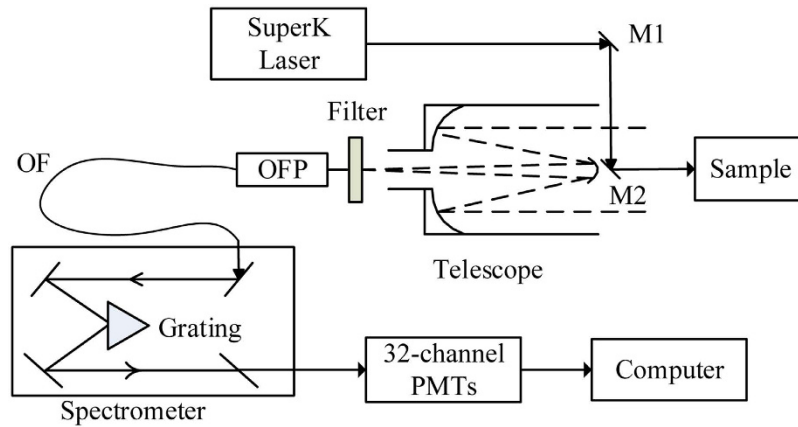 SuperK
Laser
M1
Filter
OF
OFP
M2
Sample
Telescope
Grating
32-channel
PMTs
Computer
Spectrometer